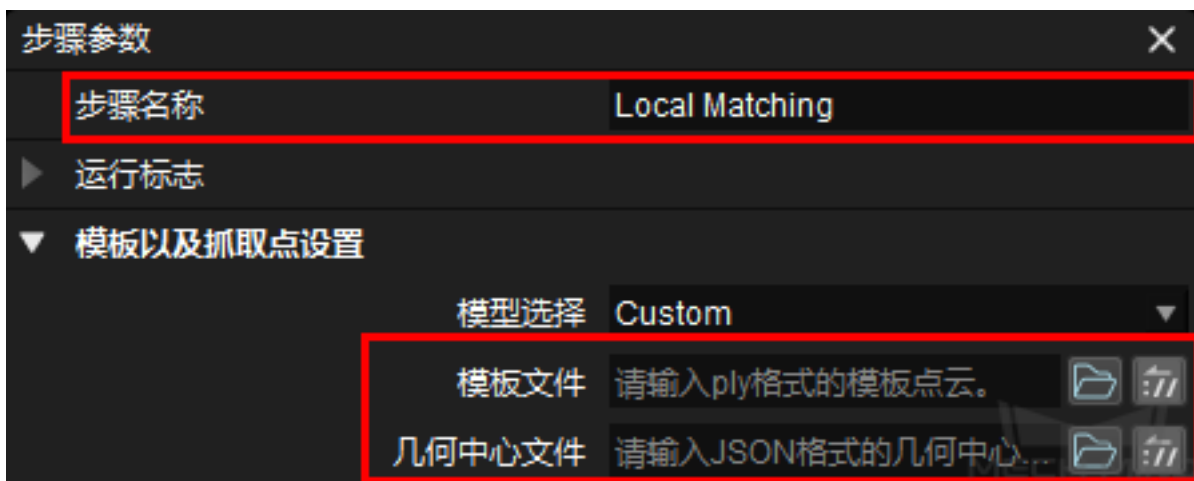 步骤参数
步骤名称 Local Matching
运行标志
模板以及抓取点设置
模型选择 Custom
模板文件 请输入ply格式的模板点云。
几何中心文件 请输入JSON格式的几何中心...